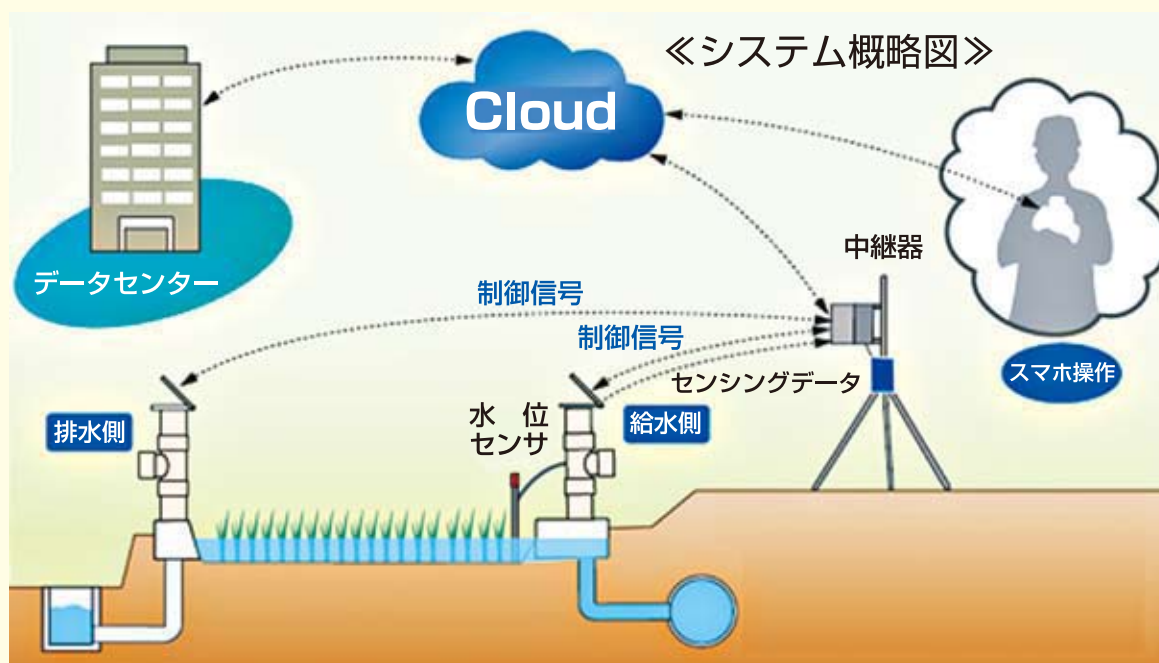 ≪システム概略図≫
Cloud
データセンター
中継器
制御信号
制御信号
センシングデータ
スマホ操作
排水側
水 位
センサ
給水側